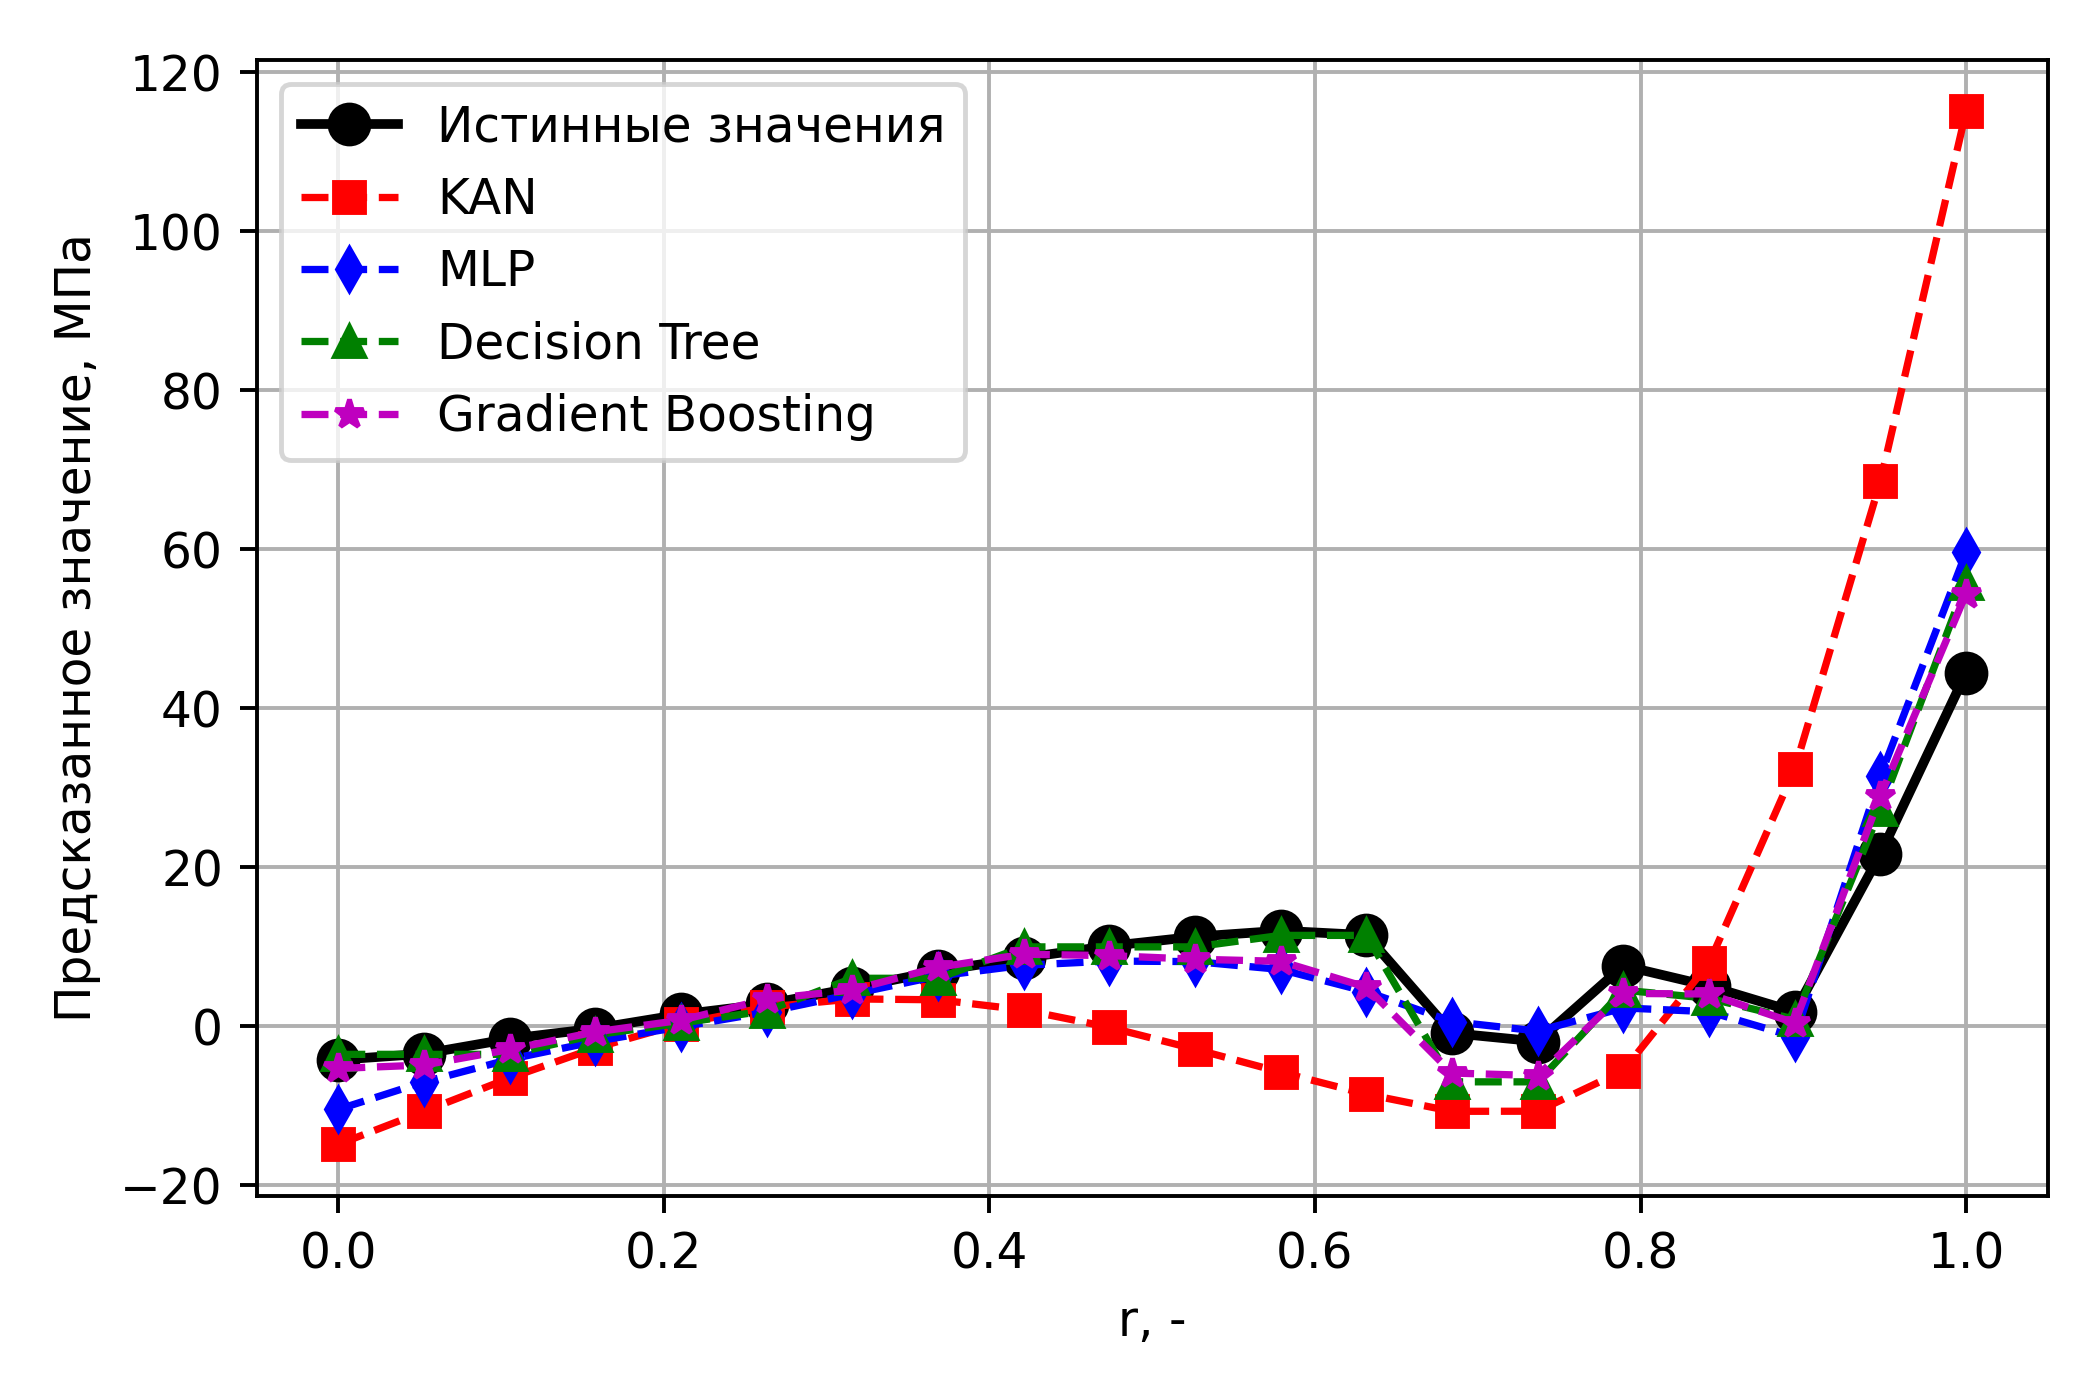 120
100
80
60
40
20
0
−20
Предсказанное значение, МПа
Истинные значения
KAN
MLP
Decision Tree
Gradient Boosting
0.0 0.2 0.4 0.6 0.8 1.0
r, -